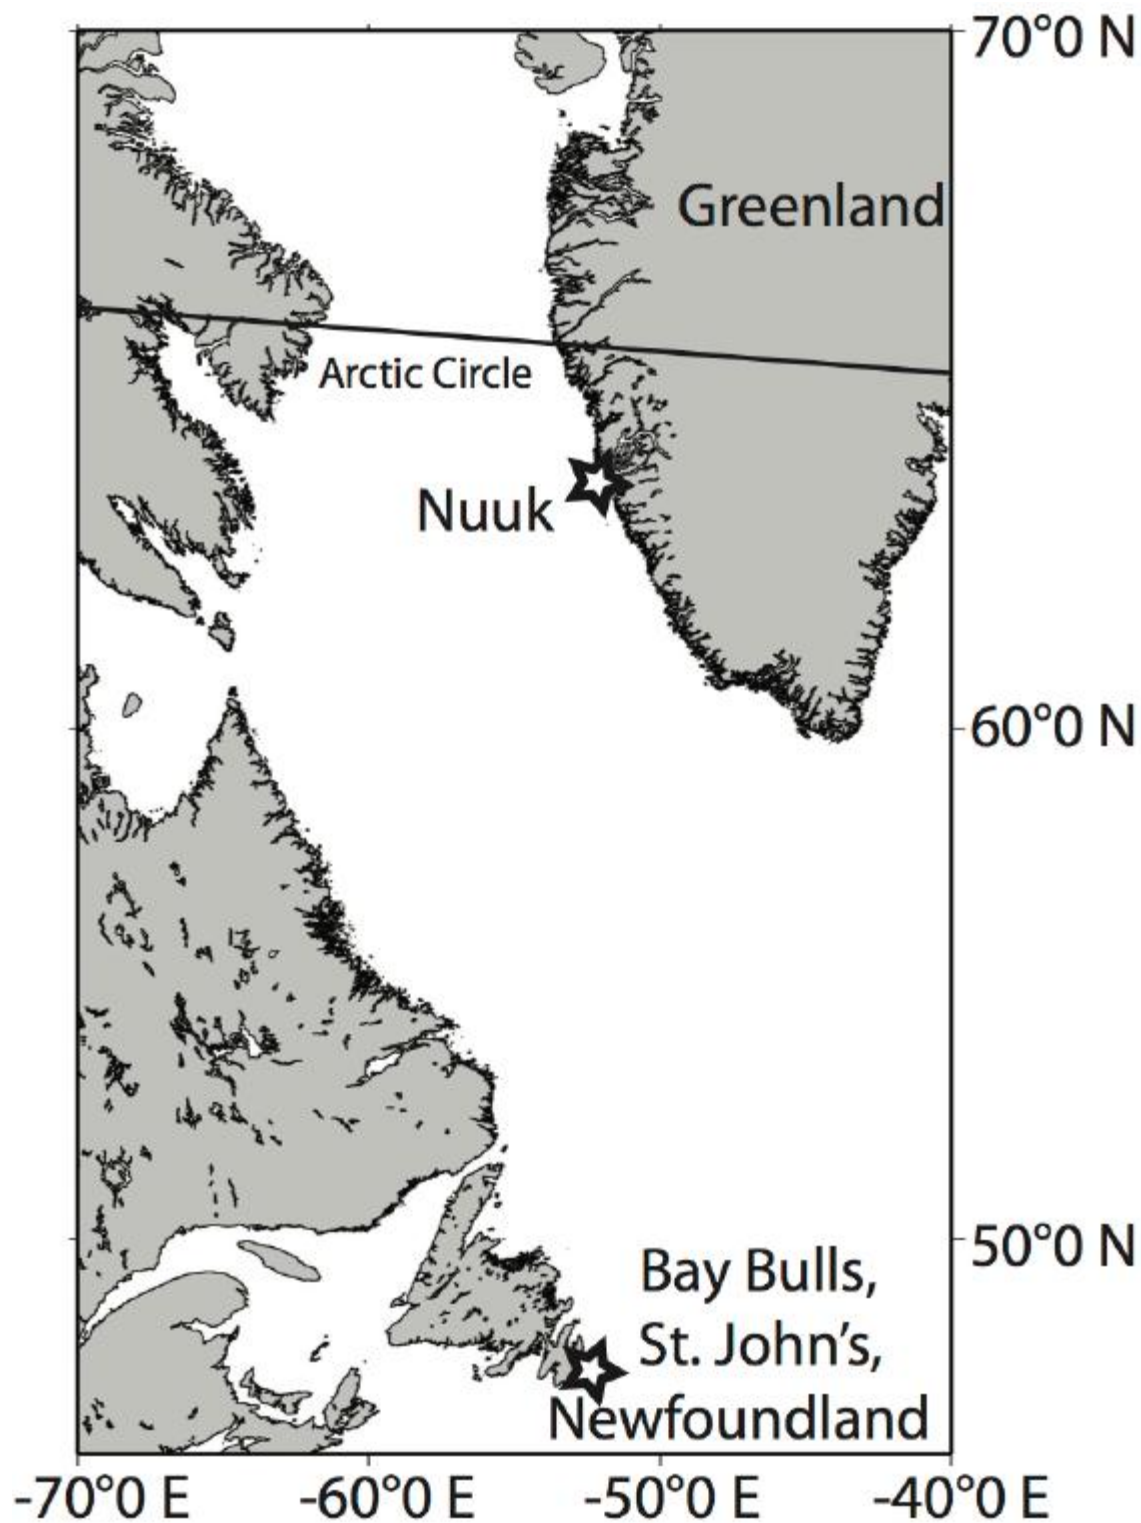 70°0 N
Greenland
Arctic Circle
Nuuk
60°0 N
50°0 N
Bay Bulls,
St. John's,
Newfoundland
-70°0 E
-60°0 E
-50°0 E
-40°0 E